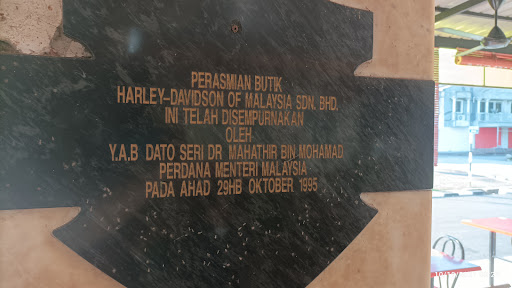 PERASMIAN BUTIK
HARLEY-DAVIDSON OF MALAYSIA SDN. BHD.
INI TELAH DISEMPURNAKAN
OLEH
Y.A.B DATO SERI DR MAHATHIR BIN MOHAMAD
PERDANA MENTERI MALAYSIA
PADA AHAD 29HB OKTOBER 1995